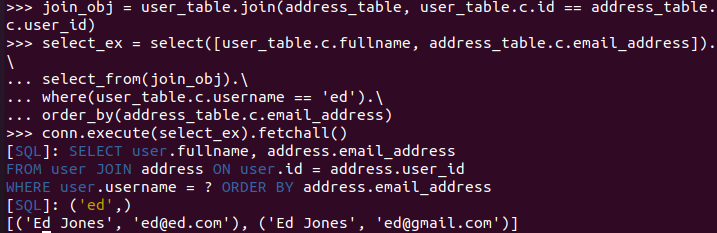 >>> join_obj = user_table.join(address_table, user_table.c.id == address_table.
c.user_id)
>>> select_ex = select([user_table.c.fullname, address_table.c.email_address]).
\
... select_from(join_obj).\
... where(user_table.c.username == 'ed').\
... order_by(address_table.c.email_address)
>>> conn.execute(select_ex).fetchall()
[SQL]: SELECT user.fullname, address.email_address
FROM user JOIN address ON user.id = address.user_id
WHERE user.username = ? ORDER BY address.email_address
[SQL]: ('ed',)
[('Ed Jones', 'ed@ed.com'), ('Ed Jones', 'ed@gmail.com')]